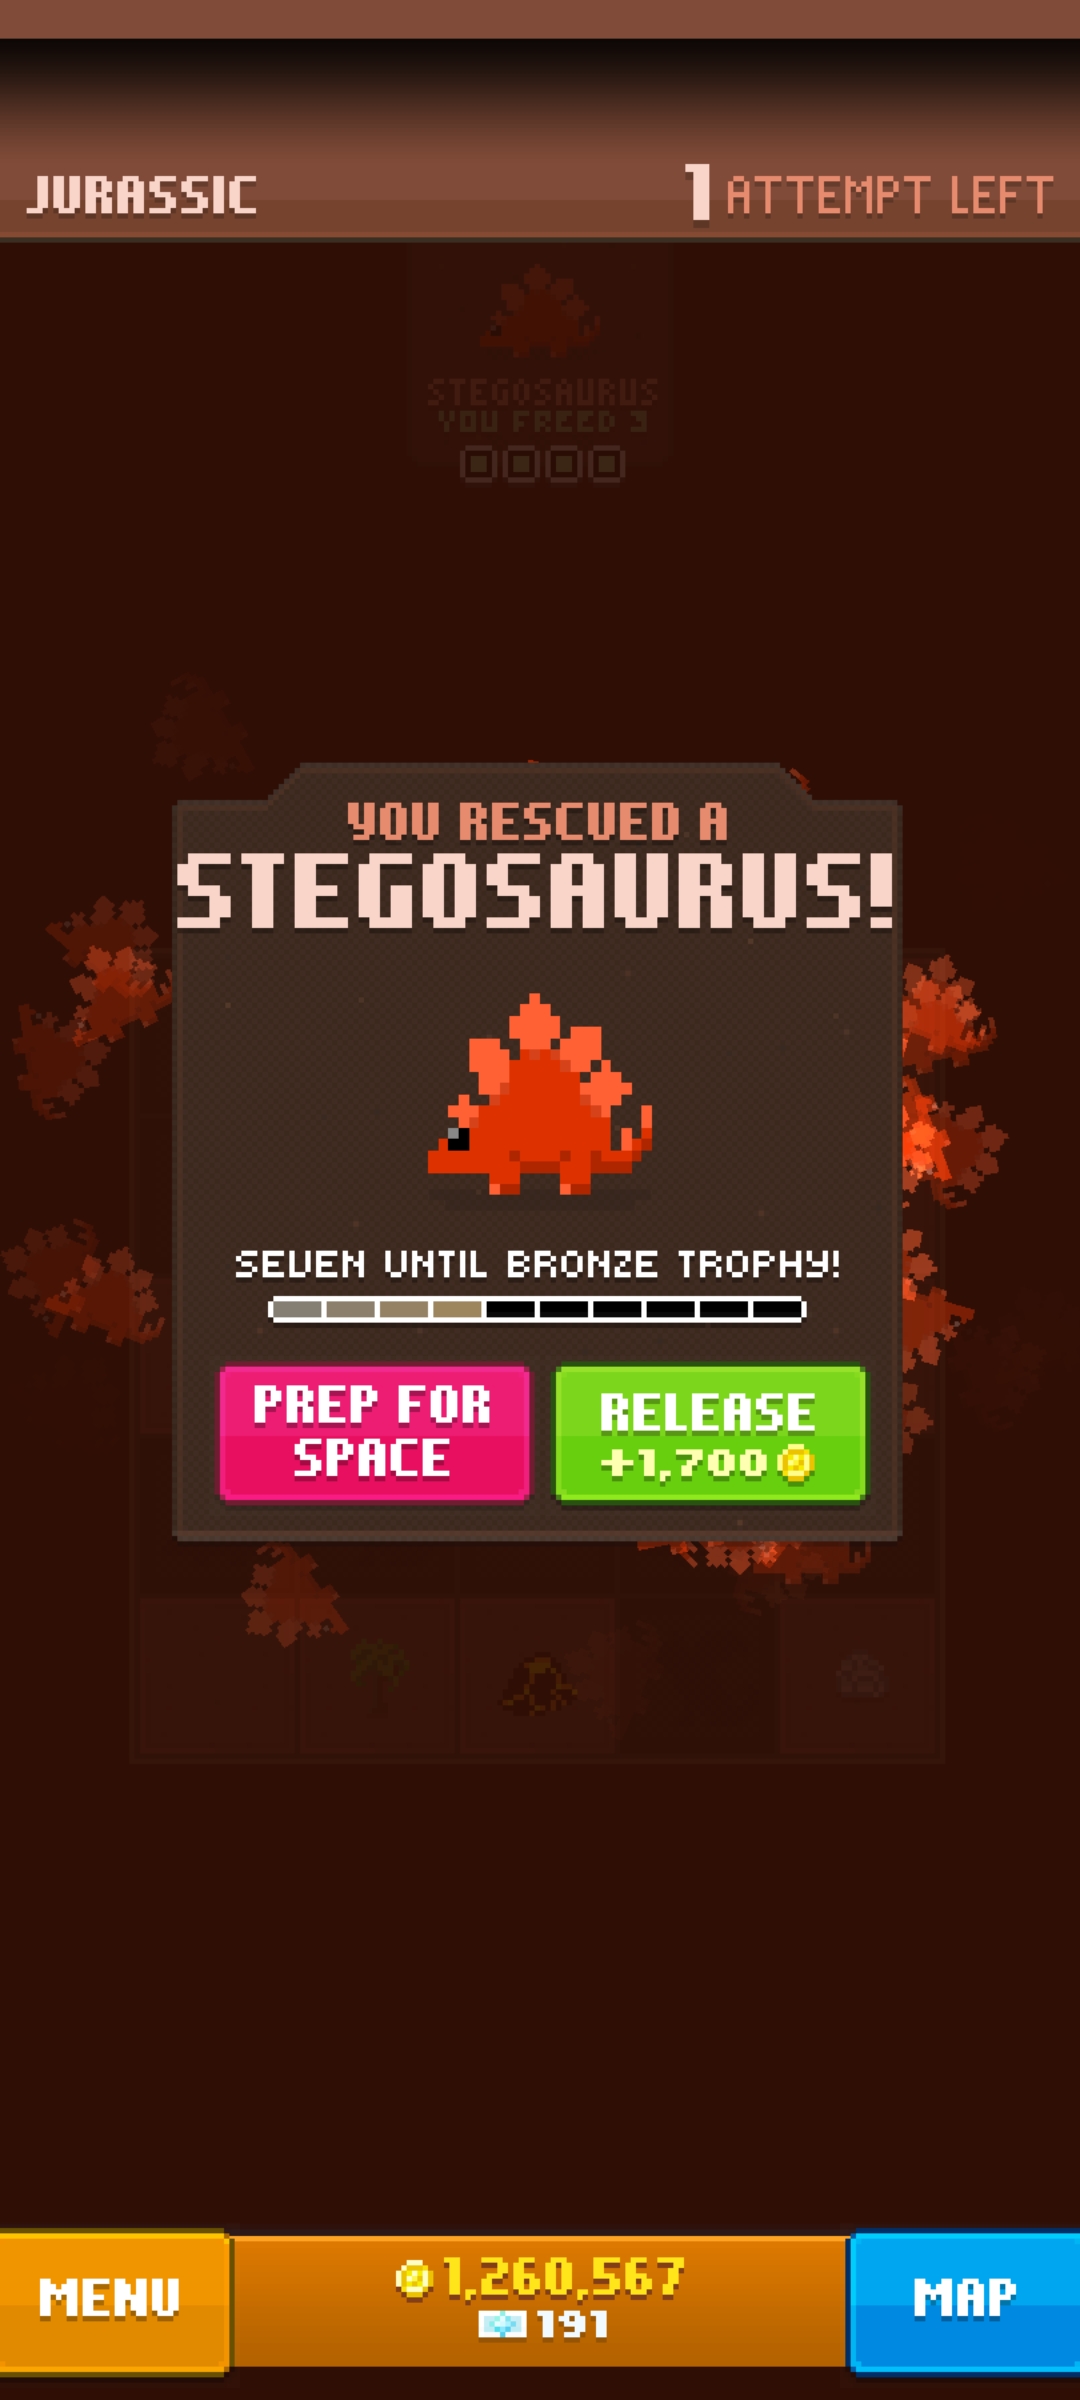 JURASSIC
1 ATTEMPT LEFT
STEGOSAURUS
YOU FREED 3
YOU RESCUED A
STEGOSAURUS!
SEVEN UNTIL BRONZE TROPHY!
PREP FOR
SPACE
RELEASE
+1,700
MENU
1,260,567
191
MAP